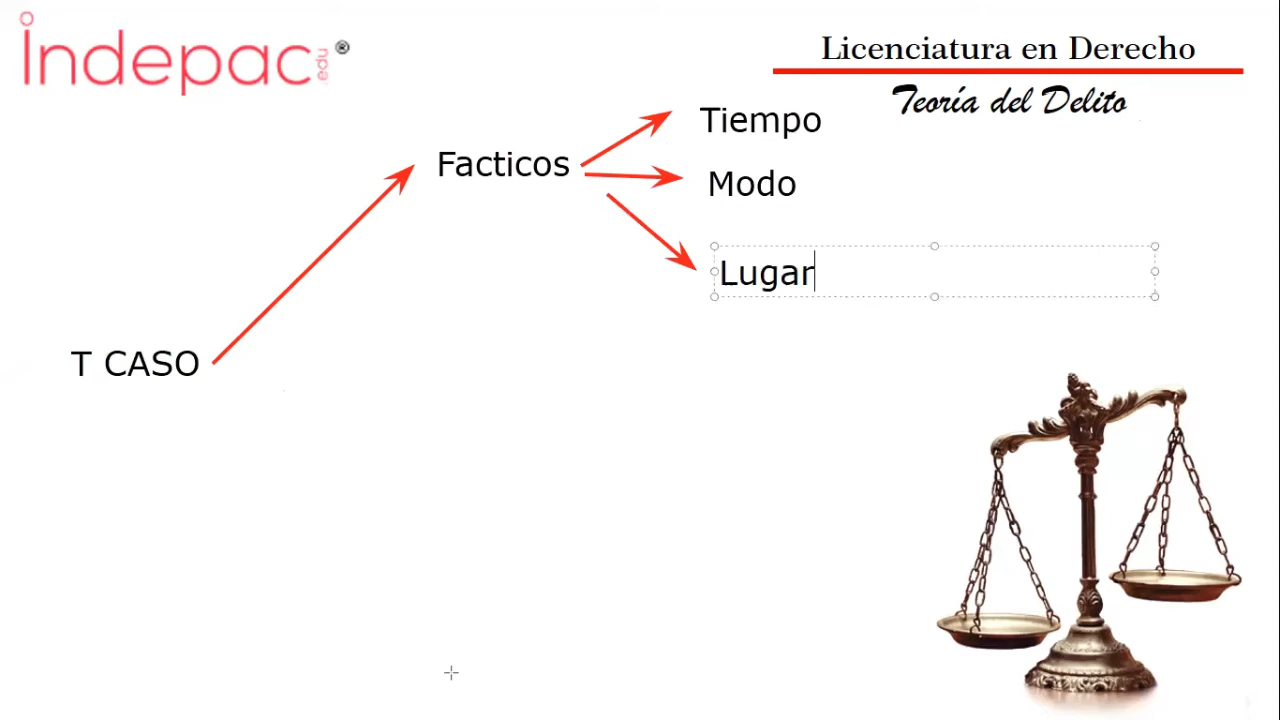 indepac.edu ®
Licenciatura en Derecho
Teoría del Delito
Tiempo
Facticos
Modo
Lugar
T CASO